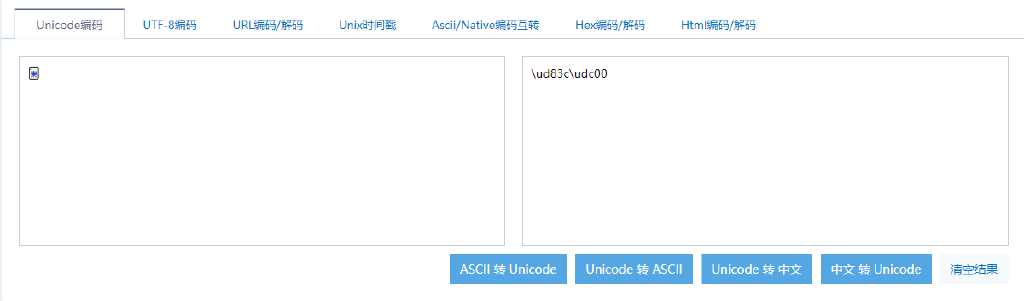 Unicode编码
UTF-8编码
URL编码/解码
Unix时间戳
Ascii/Native编码互转
Hex编码/解码
Html编码/解码
🀀
\ud83c\udc00
ASCII 转 Unicode
Unicode 转 ASCII
Unicode 转 中文
中文 转 Unicode
清空结果